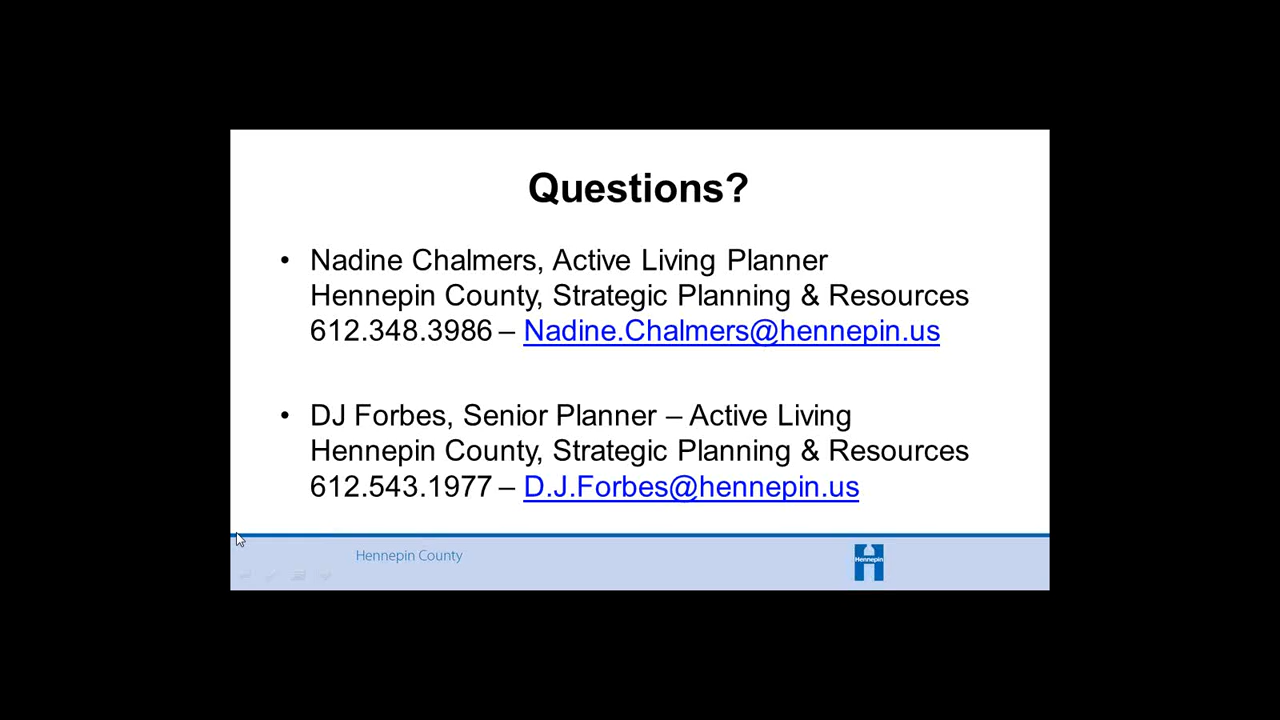 Questions?
• Nadine Chalmers, Active Living Planner
Hennepin County, Strategic Planning & Resources
612.348.3986 – Nadine.Chalmers@hennepin.us
• DJ Forbes, Senior Planner – Active Living
Hennepin County, Strategic Planning & Resources
612.543.1977 – D.J.Forbes@hennepin.us
Hennepin County
Hennepin